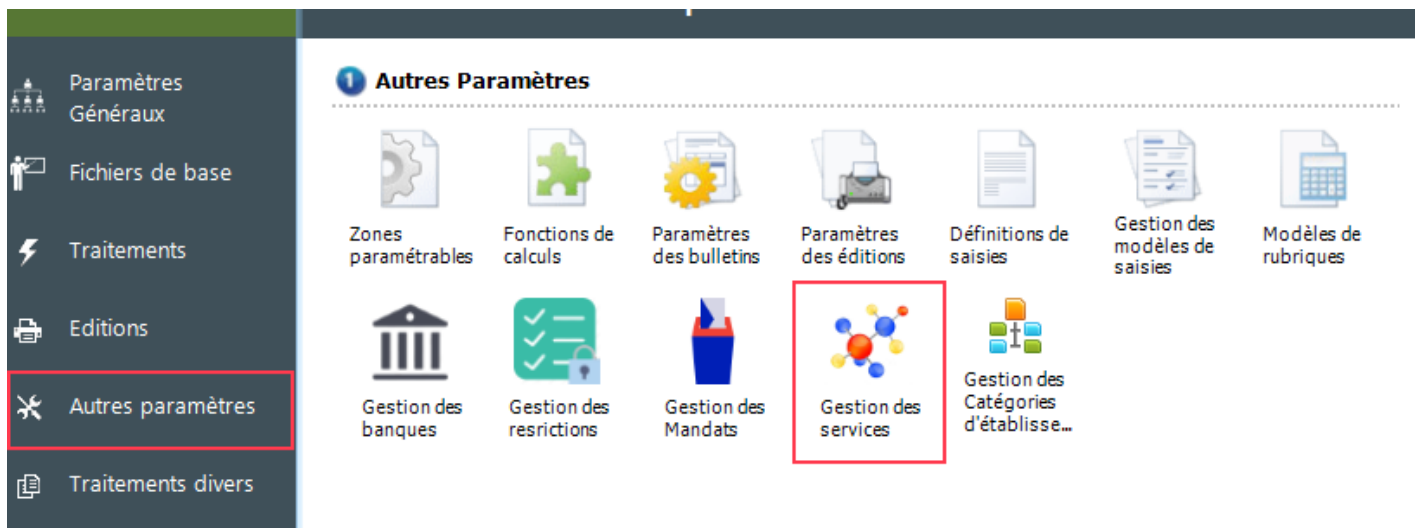 Paramètres
Généraux
Fichiers de base
Traitements
Editions
Autres paramètres
Traitements divers
1 Autres Paramètres
Zones
paramétrables
Fonctions de
calculs
Paramètres
des bulletins
Paramètres
des éditions
Définitions de
saisies
Gestion des
modèles de
saisies
Modèles de
rubriques
Gestion des
banques
Gestion des
resrictions
Gestion des
Mandats
Gestion des
services
Gestion des
Catégories
d'établisse...